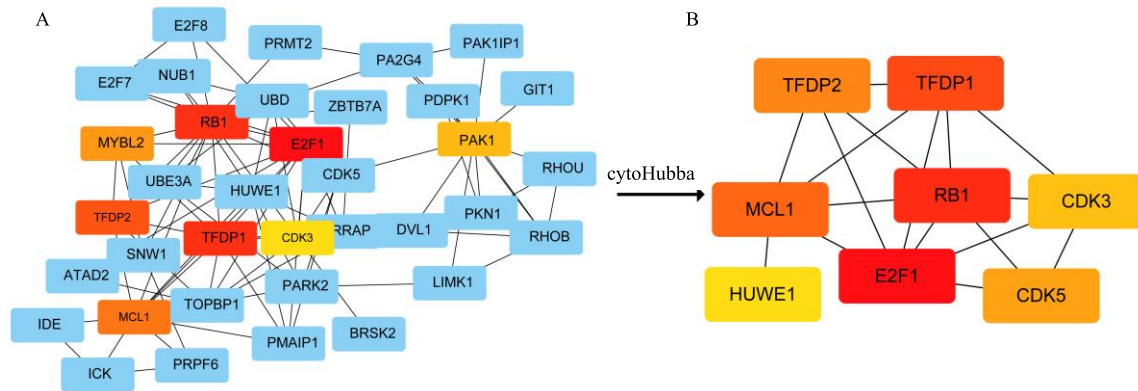 A
B
E2F8
PRMT2
PAK1IP1
PA2G4
E2F7
NUB1
UBD
ZBTB7A
PDPK1
GIT1
RB1
MYBL2
E2F1
PAK1
UBE3A
HUWE1
CDK5
RHOU
TFDP2
PKN1
SNW1
TFDP1
CDK3
RRAP
DVL1
RHOB
ATAD2
TOPBP1
PARK2
LIMK1
IDE
MCL1
PMAIP1
BRSK2
ICK
PRPF6
cytoHubba
TFDP2
TFDP1
MCL1
RB1
CDK3
HUWE1
E2F1
CDK5